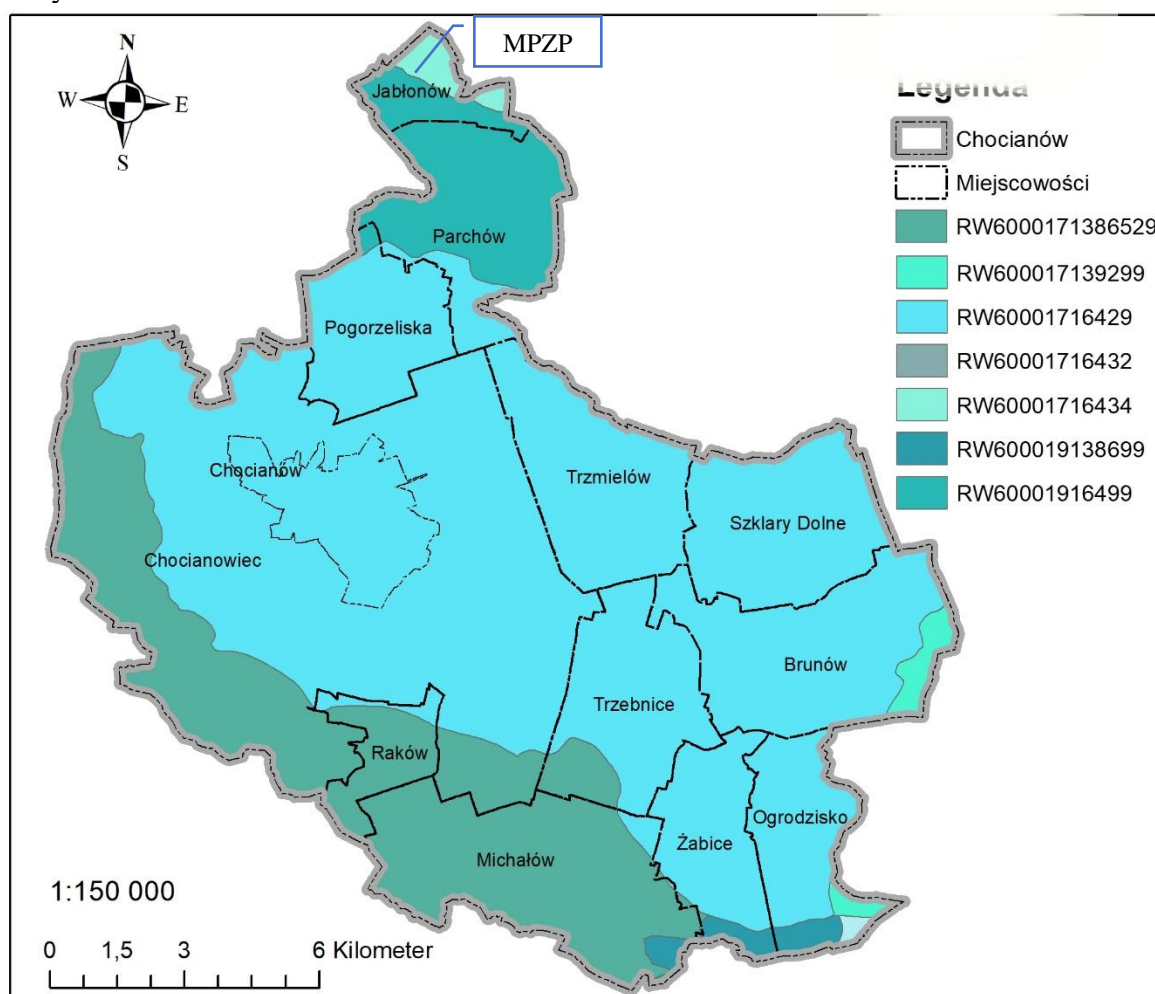 N
MPZP
W
E
S
Legenda
Chocianów
Miejscowości
RW6000171386529
RW600017139299
RW60001716429
RW60001716432
RW60001716434
RW600019138699
RW60001916499
Jabłonów
Parchów
Pogorzeliska
Chocianów
Trzmielów
Szklary Dolne
Chocianowiec
Brunów
Trzebnice
Raków
Ogrodzisko
Żabice
Michałów
1:150 000
0 1,5 3 6 Kilometer